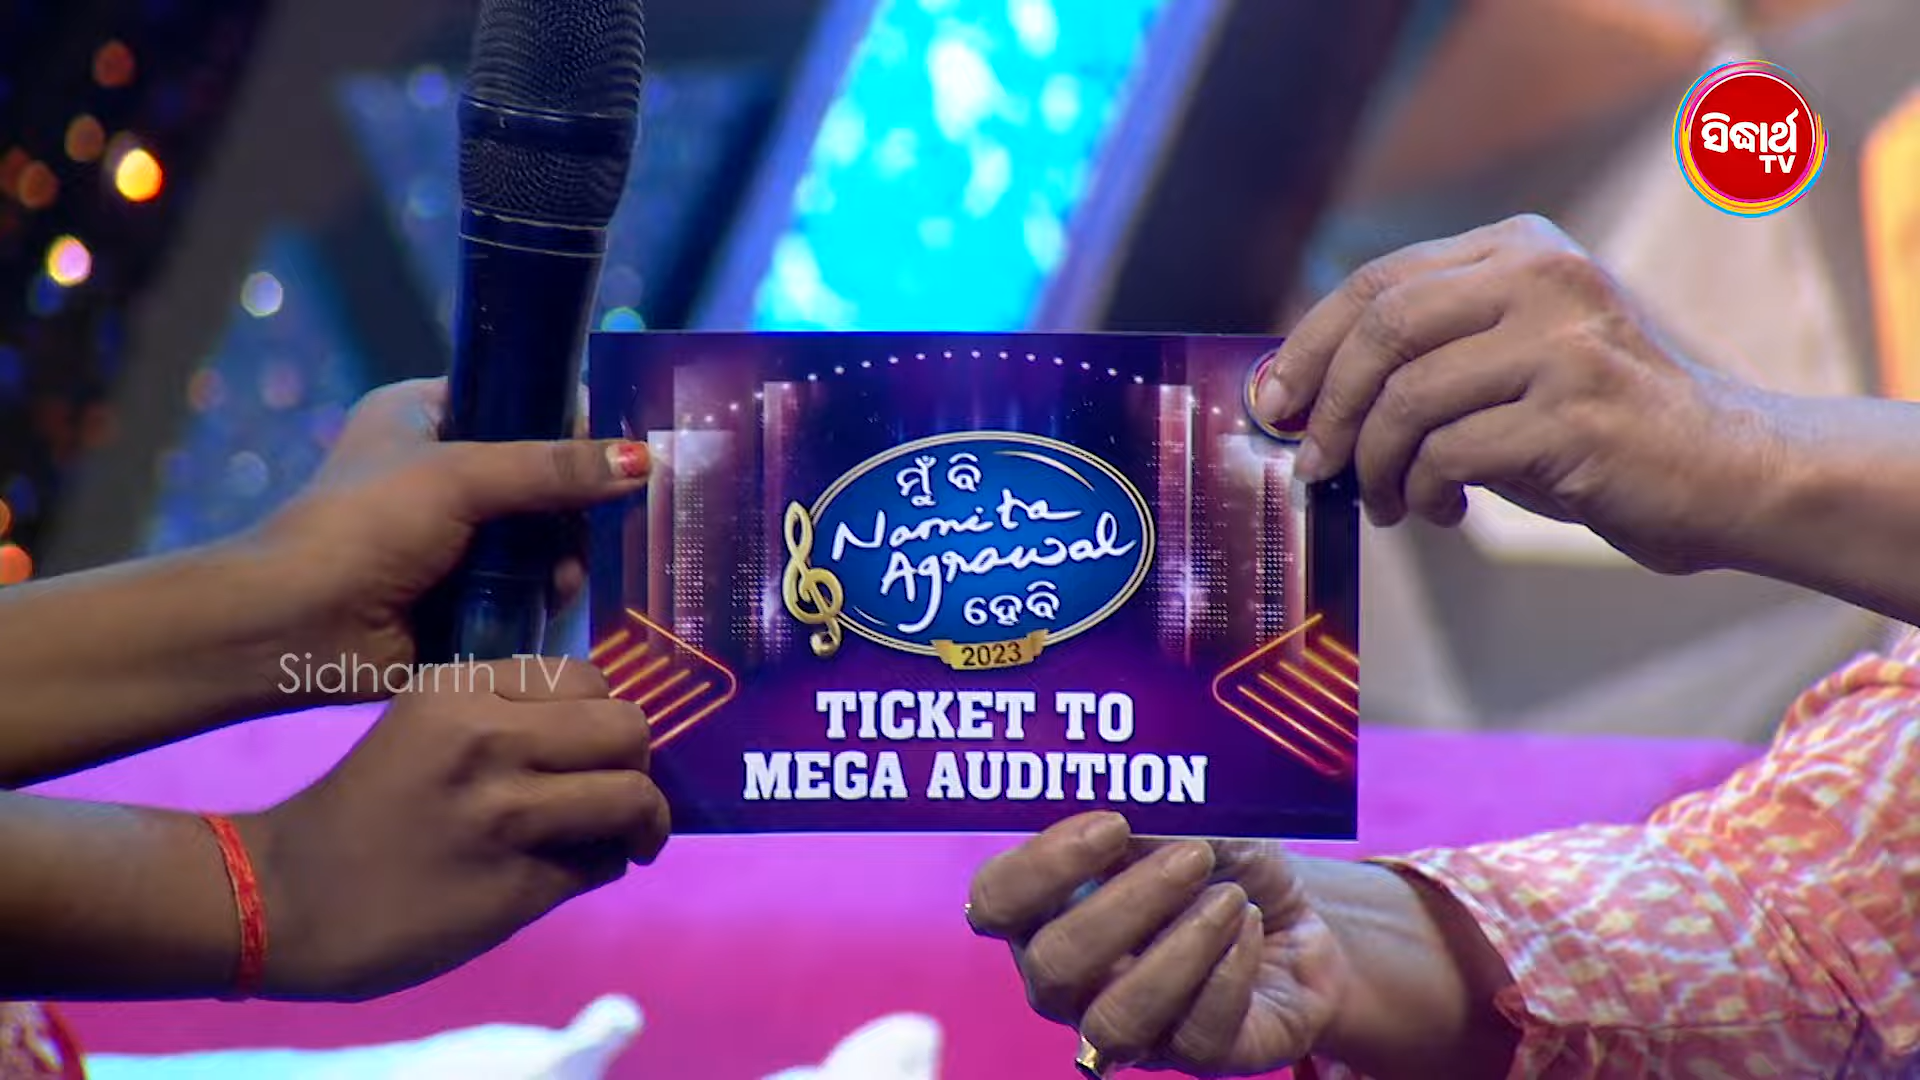 ସିଦ୍ଧାର୍ଥ
TV
ମୁଁ ବି
Namita
Agrawal
ହେବି
2023
Sidharrth TV
TICKET TO
MEGA AUDITION